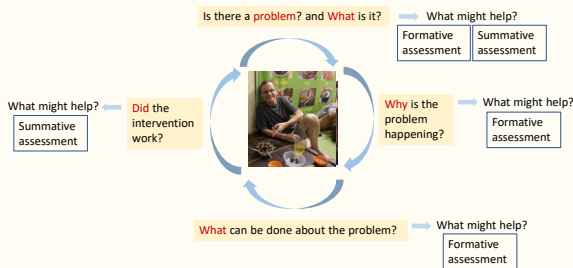 Is there a problem? and What is it?
What might help?
Formative
assessment
Summative
assessment
Why is the
problem
happening?
What might help?
Formative
assessment
What can be done about the problem?
What might help?
Formative
assessment
Did the
intervention
work?
What might help?
Summative
assessment